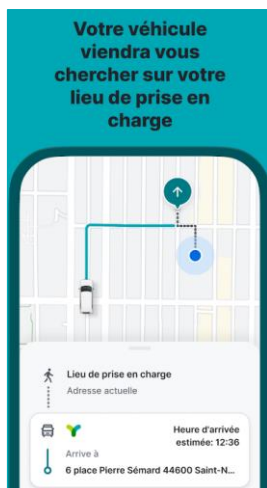 Votre véhicule
viendra vous
chercher sur votre
lieu de prise en
charge
Lieu de prise en charge
Adresse actuelle
Heure d'arrivée
estimée: 12:36
Arrive à
6 place Pierre Sémard 44600 Saint-N...